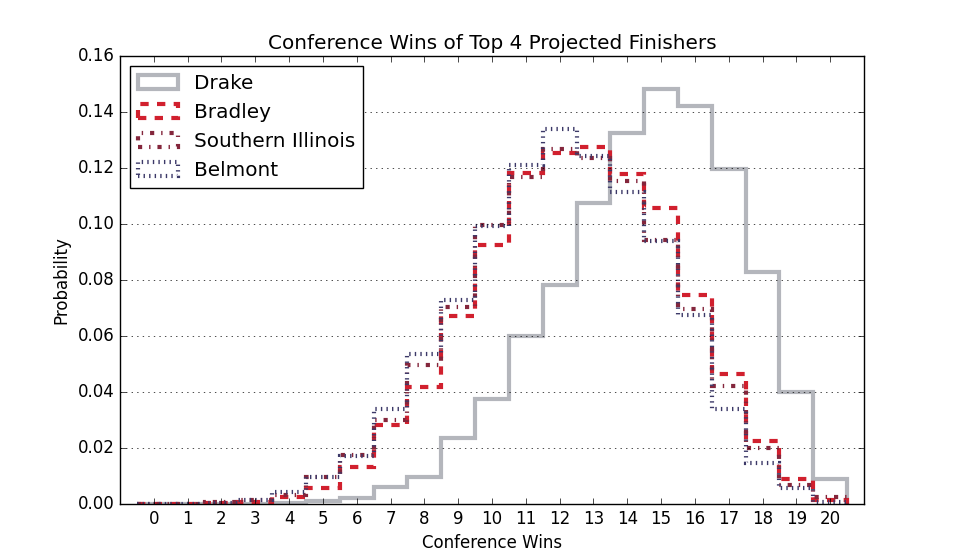 Conference Wins of Top 4 Projected Finishers
Drake
Bradley
Southern Illinois
Belmont
0.16
0.14
0.12
0.10
0.08
0.06
0.04
0.02
0.00
Probability
0 1 2 3 4 5 6 7 8 9 10 11 12 13 14 15 16 17 18 19 20
Conference Wins